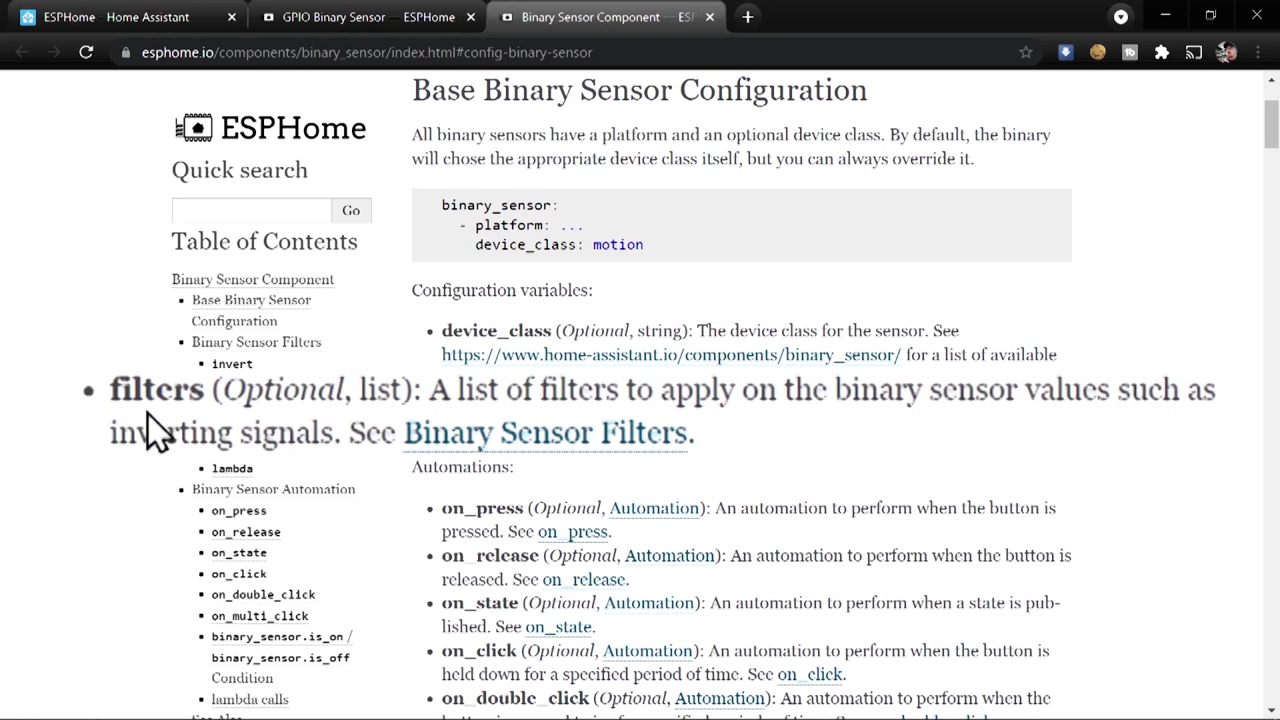 ESPHome - Home Assistant
GPIO Binary Sensor — ESPHome
Binary Sensor Component — ESP
esphome.io/components/binary_sensor/index.html#config-binary-sensor
ESPHome
Quick search
Go
Table of Contents
Binary Sensor Component
Base Binary Sensor
Configuration
Binary Sensor Filters
invert
lambda
Binary Sensor Automation
on_press
on_release
on_state
on_click
on_double_click
on_multi_click
binary_sensor.is_on /
binary_sensor.is_off
Condition
lambda calls
Base Binary Sensor Configuration
All binary sensors have a platform and an optional device class. By default, the binary
will chose the appropriate device class itself, but you can always override it.
binary_sensor:
- platform: ...
device_class: motion
Configuration variables:
device_class (Optional, string): The device class for the sensor. See
https://www.home-assistant.io/components/binary_sensor/ for a list of available
filters (Optional, list): A list of filters to apply on the binary sensor values such as
inverting signals. See Binary Sensor Filters.
Automations:
on_press (Optional, Automation): An automation to perform when the button is
pressed. See on_press.
on_release (Optional, Automation): An automation to perform when the button is
released. See on_release.
on_state (Optional, Automation): An automation to perform when a state is pub-
lished. See on_state.
on_click (Optional, Automation): An automation to perform when the button is
held down for a specified period of time. See on_click.
on_double_click (Optional, Automation): An automation to perform when the